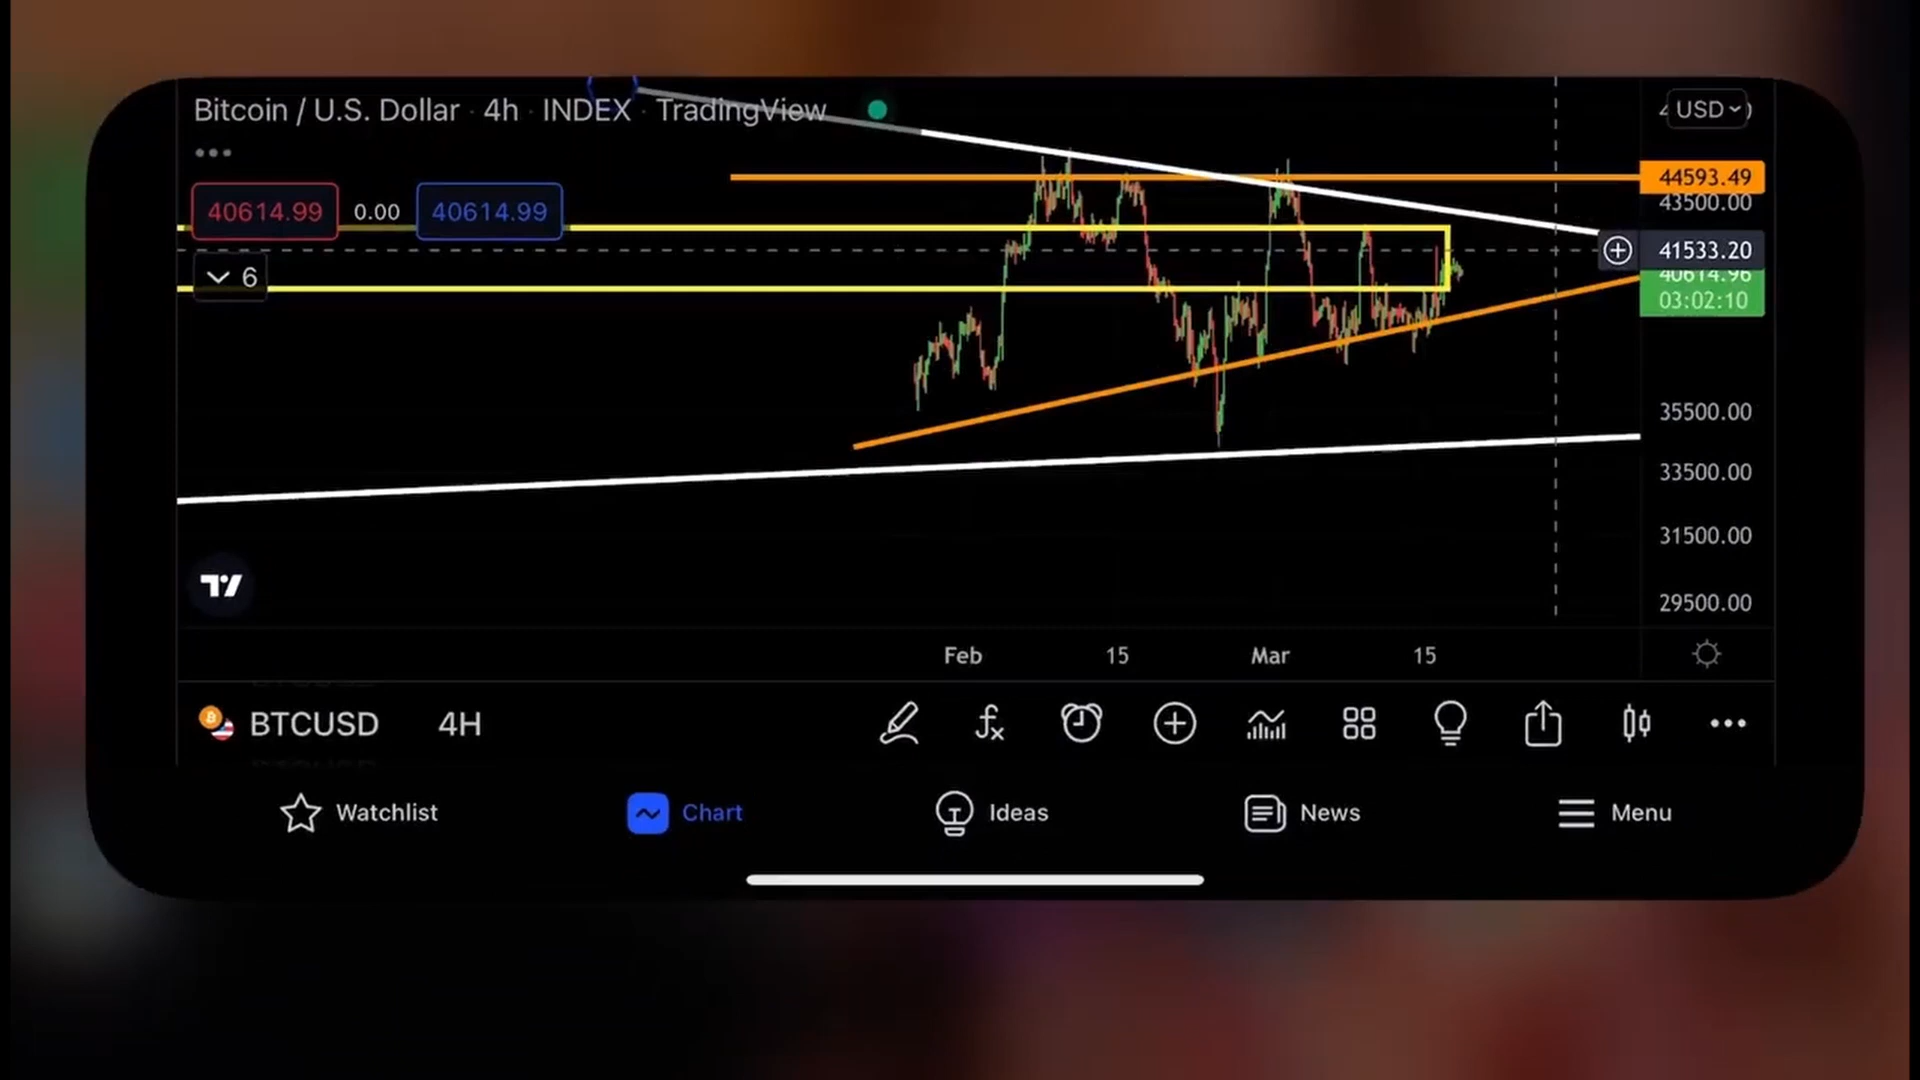 Bitcoin / U.S. Dollar · 4h · INDEX · TradingView
USD
44593.49
43500.00
40614.99 0.00 40614.99
41533.20
40614.96
6
03:02:10
35500.00
33500.00
31500.00
29500.00
Feb 15 Mar 15
BTCUSD 4H
Watchlist Chart Ideas News Menu